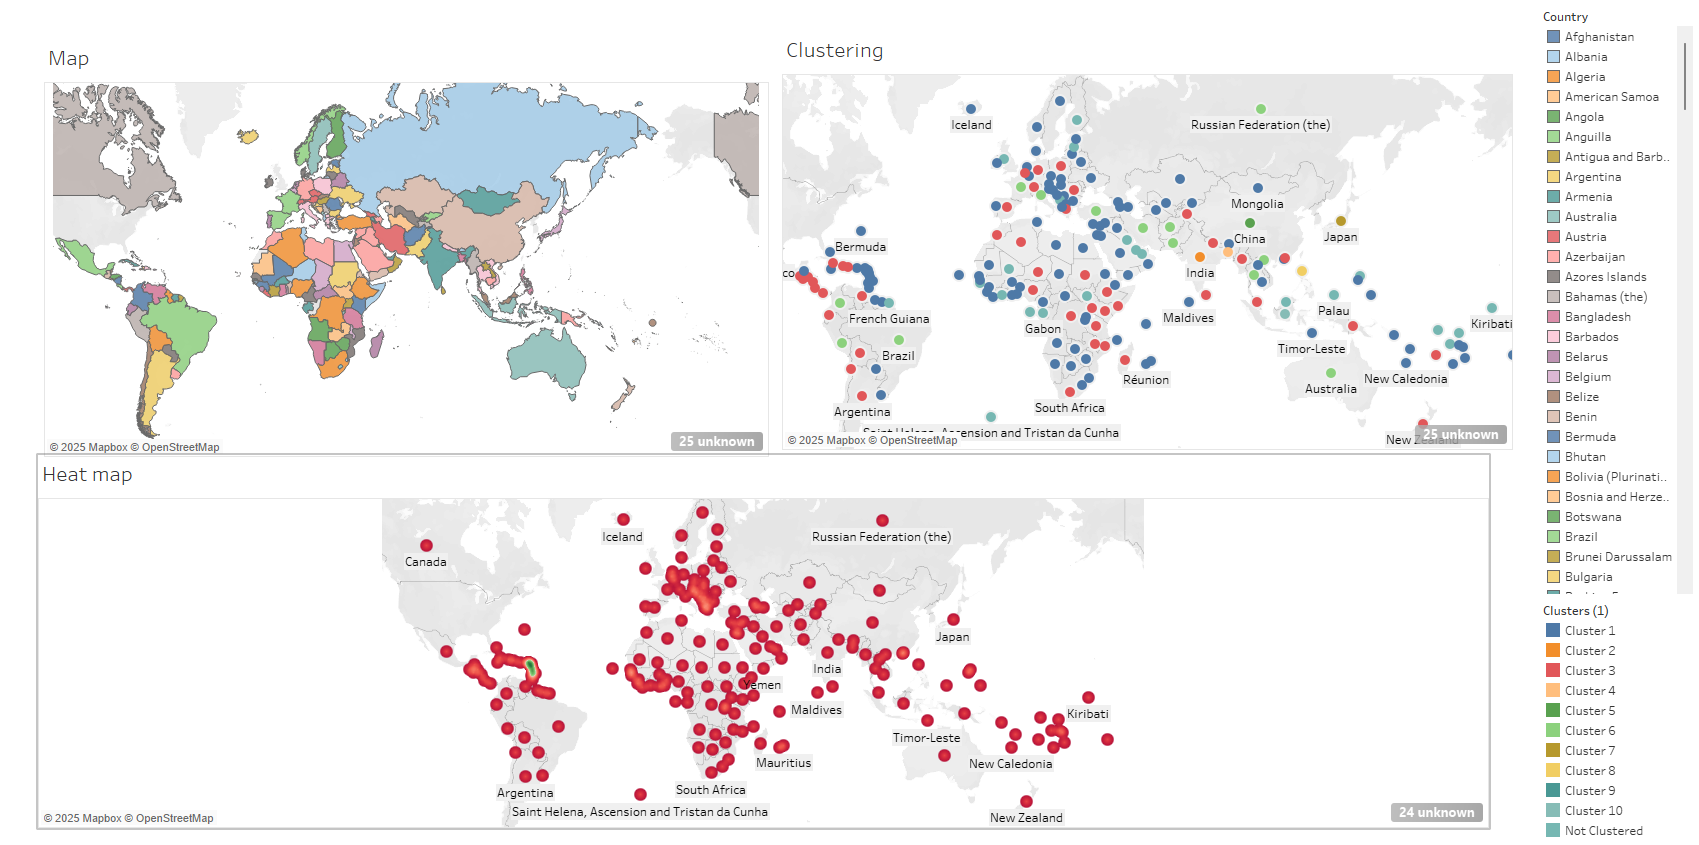 Map
© 2025 Mapbox © OpenStreetMap
25 unknown
Clustering
Iceland
Russian Federation (the)
Mongolia
Bermuda
China
Japan
co
India
French Guiana
Maldives
Palau
Kiribati
Gabon
Brazil
Timor-Leste
Réunion
Australia
New Caledonia
Argentina
South Africa
Saint Helena, Ascension and Tristan da Cunha
New Zealand
© 2025 Mapbox © OpenStreetMap
25 unknown
Heat map
Iceland
Russian Federation (the)
Canada
Japan
India
Yemen
Maldives
Kiribati
Timor-Leste
Mauritius
New Caledonia
Argentina
South Africa
Saint Helena, Ascension and Tristan da Cunha
New Zealand
© 2025 Mapbox © OpenStreetMap
24 unknown
Country
Afghanistan
Albania
Algeria
American Samoa
Angola
Anguilla
Antigua and Barb..
Argentina
Armenia
Australia
Austria
Azerbaijan
Azores Islands
Bahamas (the)
Bangladesh
Barbados
Belarus
Belgium
Belize
Benin
Bermuda
Bhutan
Bolivia (Plurinati..
Bosnia and Herze..
Botswana
Brazil
Brunei Darussalam
Bulgaria
Clusters (1)
Cluster 1
Cluster 2
Cluster 3
Cluster 4
Cluster 5
Cluster 6
Cluster 7
Cluster 8
Cluster 9
Cluster 10
Not Clustered